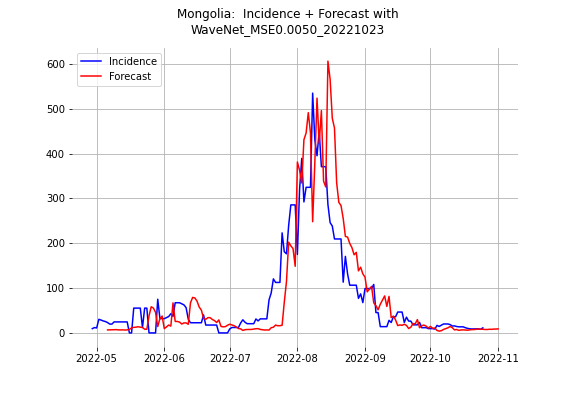 Mongolia:  Incidence + Forecast with
WaveNet_MSE0.0050_20221023
Incidence
Forecast
600
500
400
300
200
100
0
2022-05 2022-06 2022-07 2022-08 2022-09 2022-10 2022-11